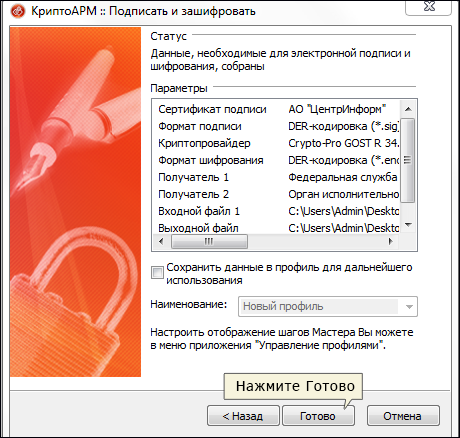 КриптоАРМ :: Подписать и зашифровать
Статус
Данные, необходимые для электронной подписи и
шифрования, собраны
Параметры
Сертификат подписи АО "ЦентрИнформ"
Формат подписи DER-кодировка (*.sig)
Криптопровайдер Crypto-Pro GOST R 34.
Формат шифрования DER-кодировка (*.enc
Получатель 1 Федеральная служба
Получатель 2 Орган исполнительно
Входной файл 1 C:\Users\Admin\Deskto
Выходной файл C:\Users\Admin\Deskto
Сохранить данные в профиль для дальнейшего
использования
Наименование: Новый профиль
Настроить отображение шагов Мастера Вы можете
в меню приложения "Управление профилями".
Нажмите Готово
< Назад Готово Отмена